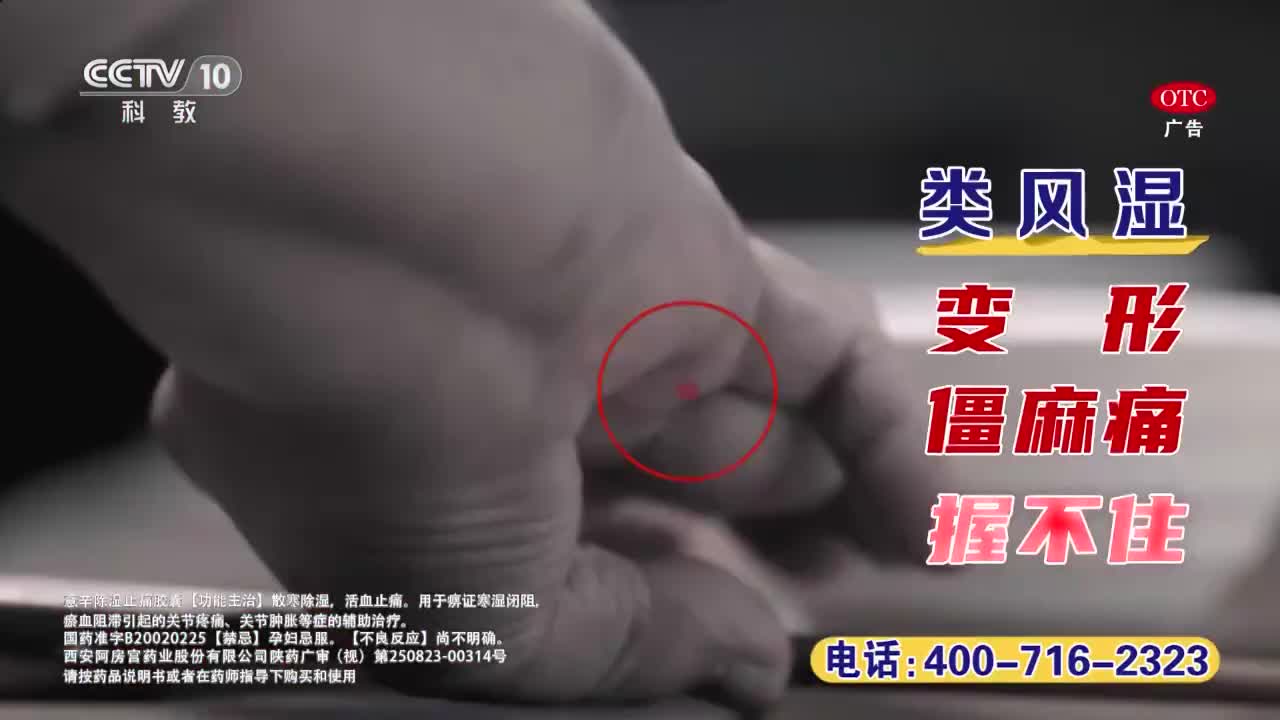 CCTV 10
科教
OTC
广告
类风湿
变形
僵麻痛
握不住
薏辛除湿止痛胶囊【功能主治】散寒除湿，活血止痛。用于痹证寒湿闭阻，
瘀血阻滞引起的关节疼痛、关节肿胀等症的辅助治疗。
国药准字B20020225【禁忌】孕妇忌服。【不良反应】尚不明确。
西安阿房宫药业股份有限公司陕药广审（视）第250823-00314号
请按药品说明书或者在药师指导下购买和使用
电话：400-716-2323